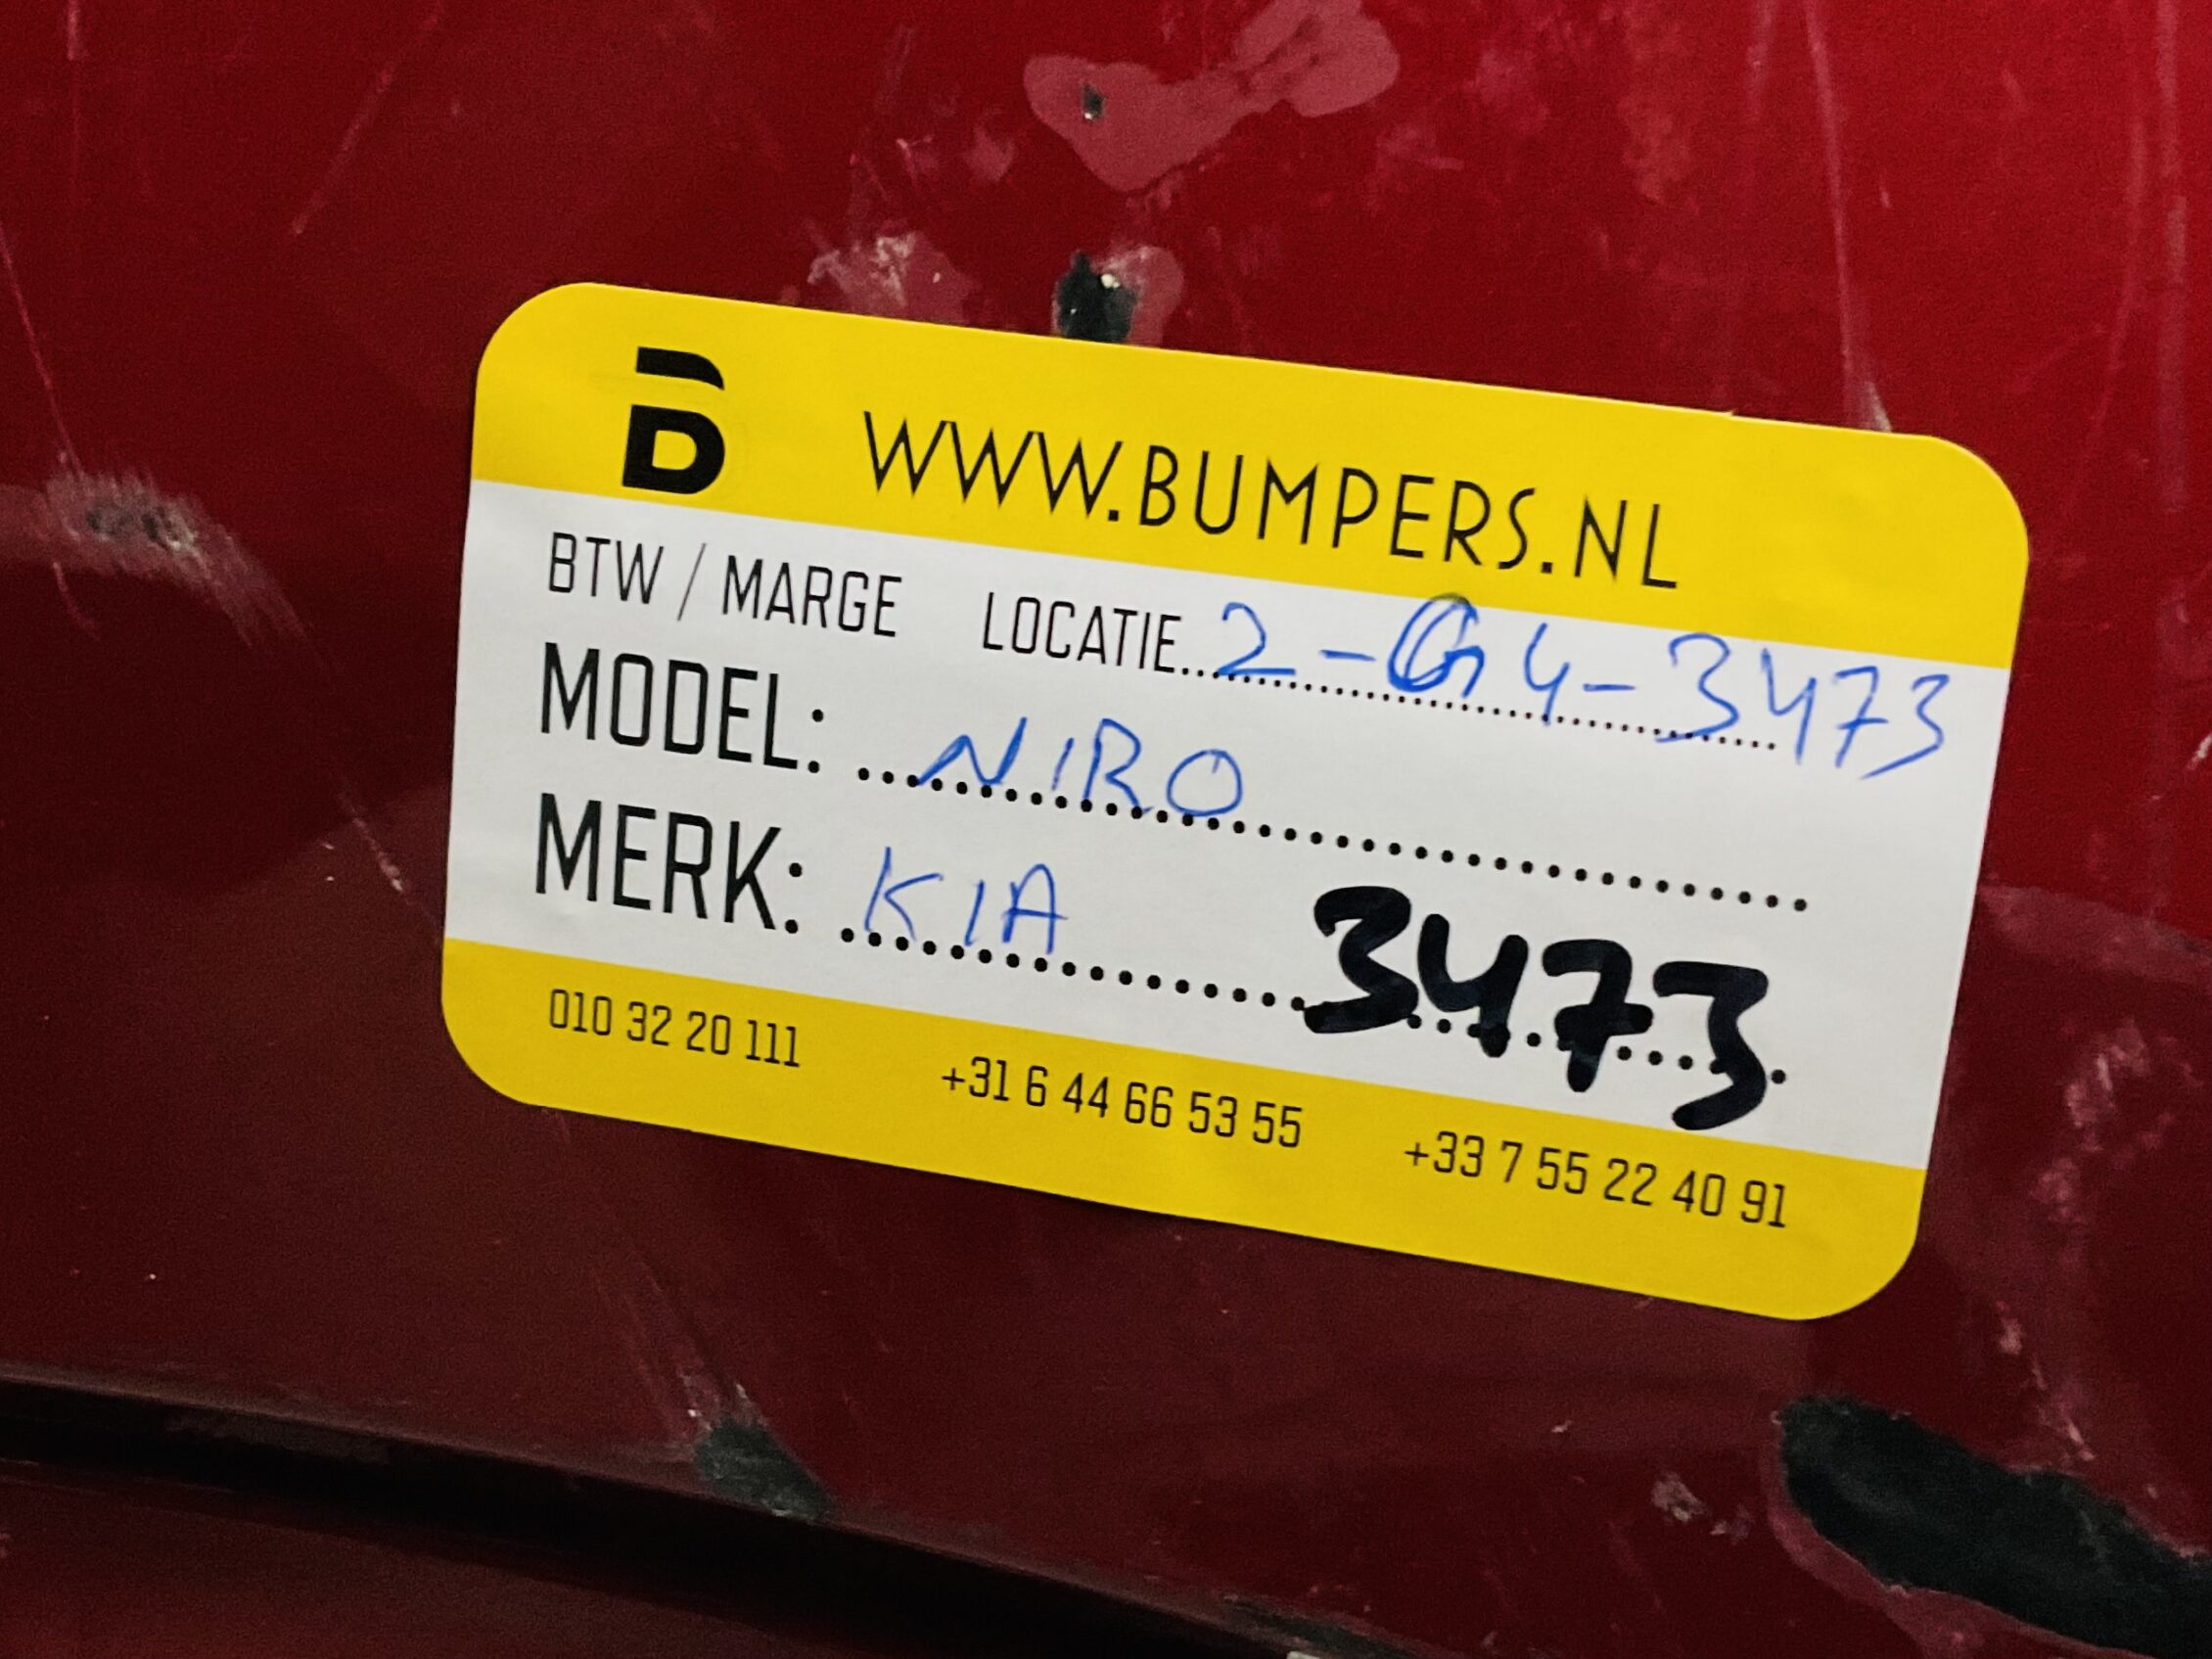 B WWW.BUMPERS.NL
BTW / MARGE LOCATIE..2-G4-3473
MODEL: NIRO
MERK: KIA 3473
010 32 20 111 +31 6 44 66 53 55 +33 7 55 22 40 91